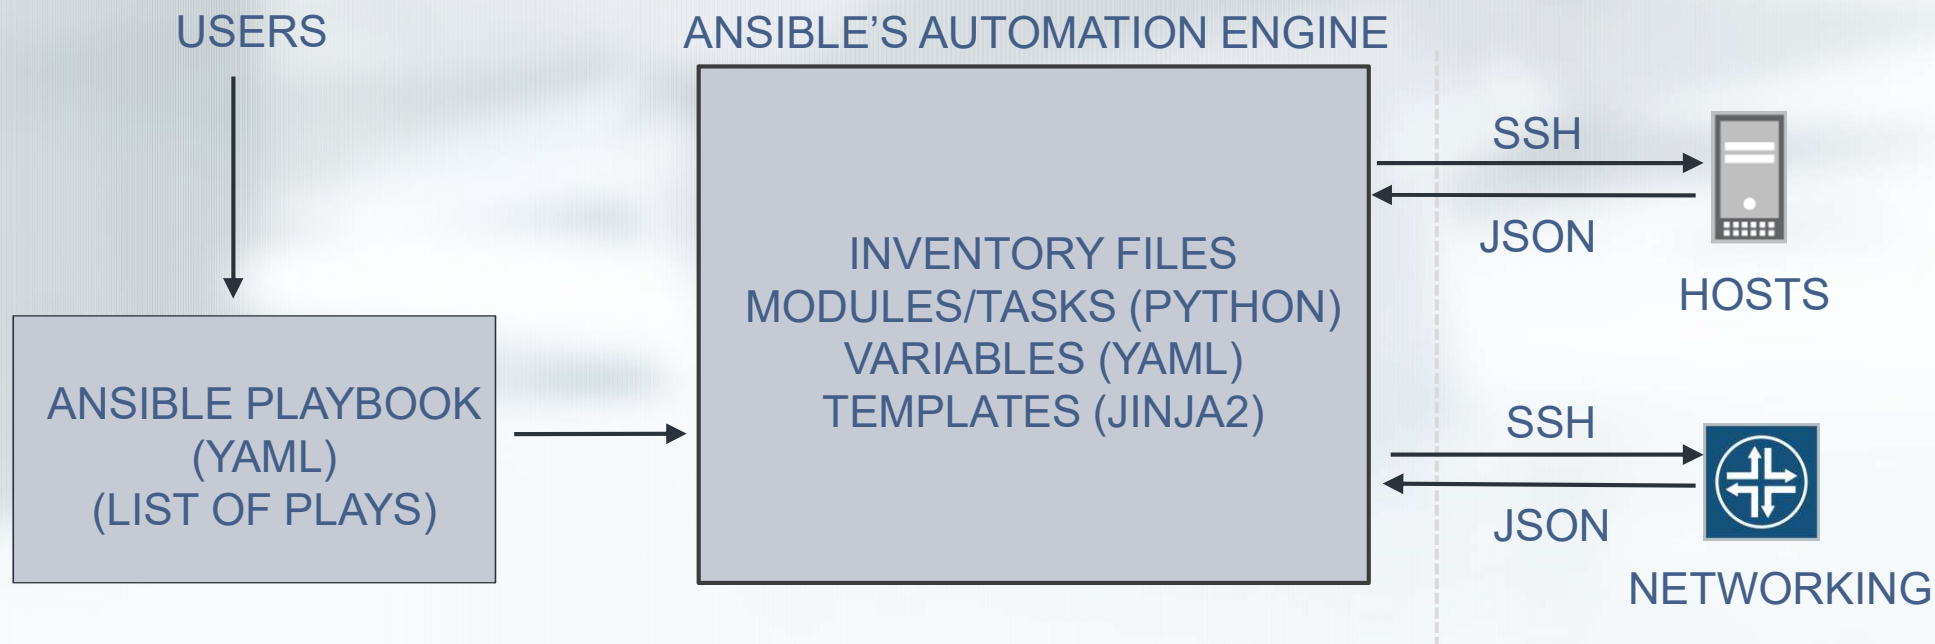 USERS
ANSIBLE’S AUTOMATION ENGINE
ANSIBLE PLAYBOOK
(YAML)
(LIST OF PLAYS)
INVENTORY FILES
MODULES/TASKS (PYTHON)
VARIABLES (YAML)
TEMPLATES (JINJA2)
SSH
JSON
HOSTS
SSH
JSON
NETWORKING